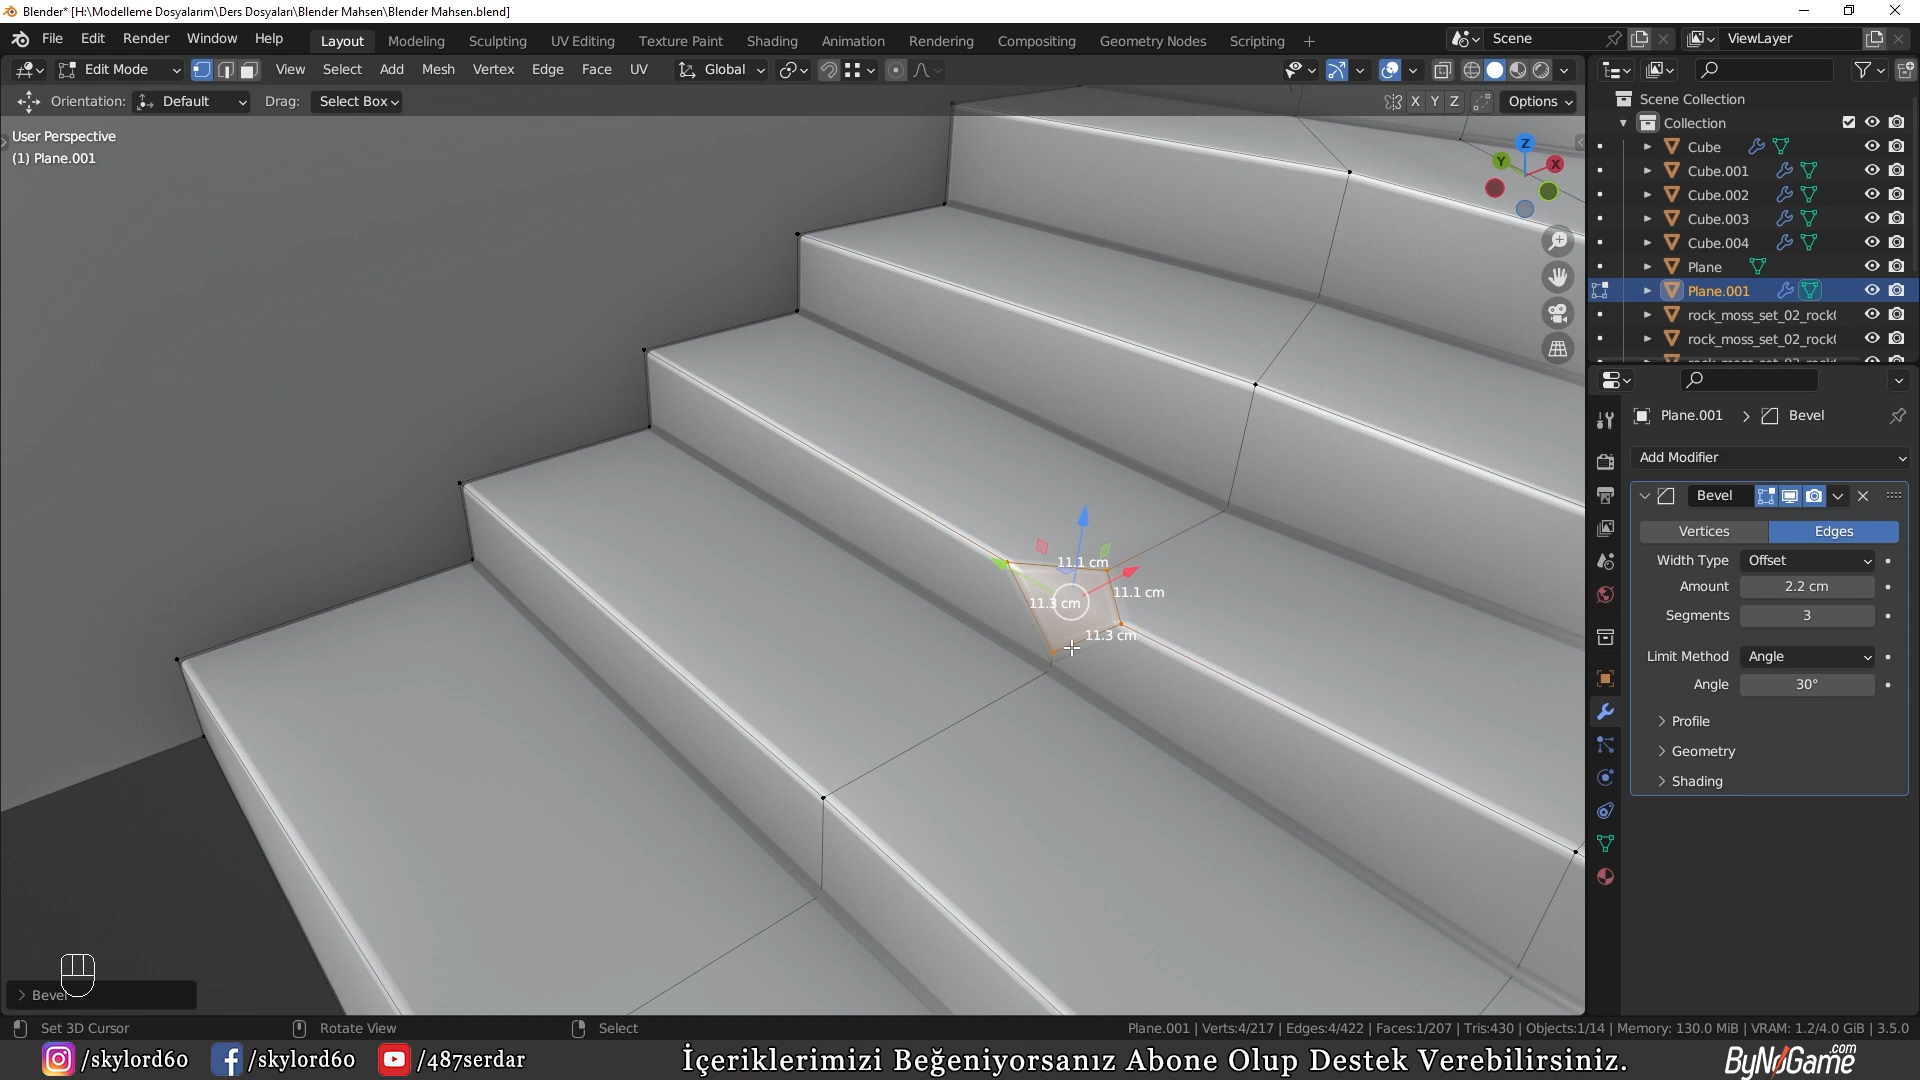 Blender* [H:\Modelleme Dosyalarım\Ders Dosyaları\Blender Mahsen\Blender Mahsen.blend]
File Edit Render Window Help
Layout Modeling Sculpting UV Editing Texture Paint Shading Animation Rendering Compositing Geometry Nodes Scripting +
Scene ViewLayer
Edit Mode View Select Add Mesh Vertex Edge Face UV Global
Orientation: Default Drag: Select Box
X Y Z Options
User Perspective
(1) Plane.001
Z
Y
X
Scene Collection
Collection
Cube
Cube.001
Cube.002
Cube.003
Cube.004
Plane
Plane.001
rock_moss_set_02_rock
rock_moss_set_02_rock
Plane.001 > Bevel
Add Modifier
Bevel
Vertices Edges
Width Type Offset
Amount 2.2 cm
Segments 3
Limit Method Angle
Angle 30°
Profile
Geometry
Shading
11.1 cm
11.1 cm
11.3 cm
11.3 cm
Bevel
Set 3D Cursor Rotate View Select
Plane.001 | Verts:4/217 | Edges:4/422 | Faces:1/207 | Tris:430 | Objects:1/14 | Memory: 130.0 MiB | VRAM: 1.2/4.0 GiB | 3.5.0
/skylord60 /skylord60 /487serdar
İçeriklerimizi Beğeniyorsanız Abone Olup Destek Verebilirsiniz.
ByNoGame.com